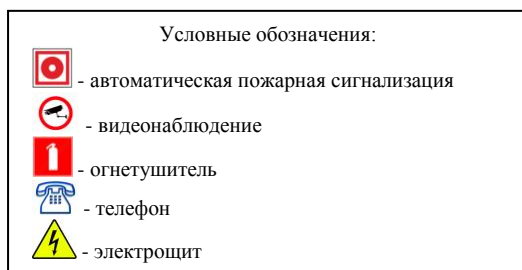 Условные обозначения:
- автоматическая пожарная сигнализация
- видеонаблюдение
- огнетушитель
- телефон
- электрощит